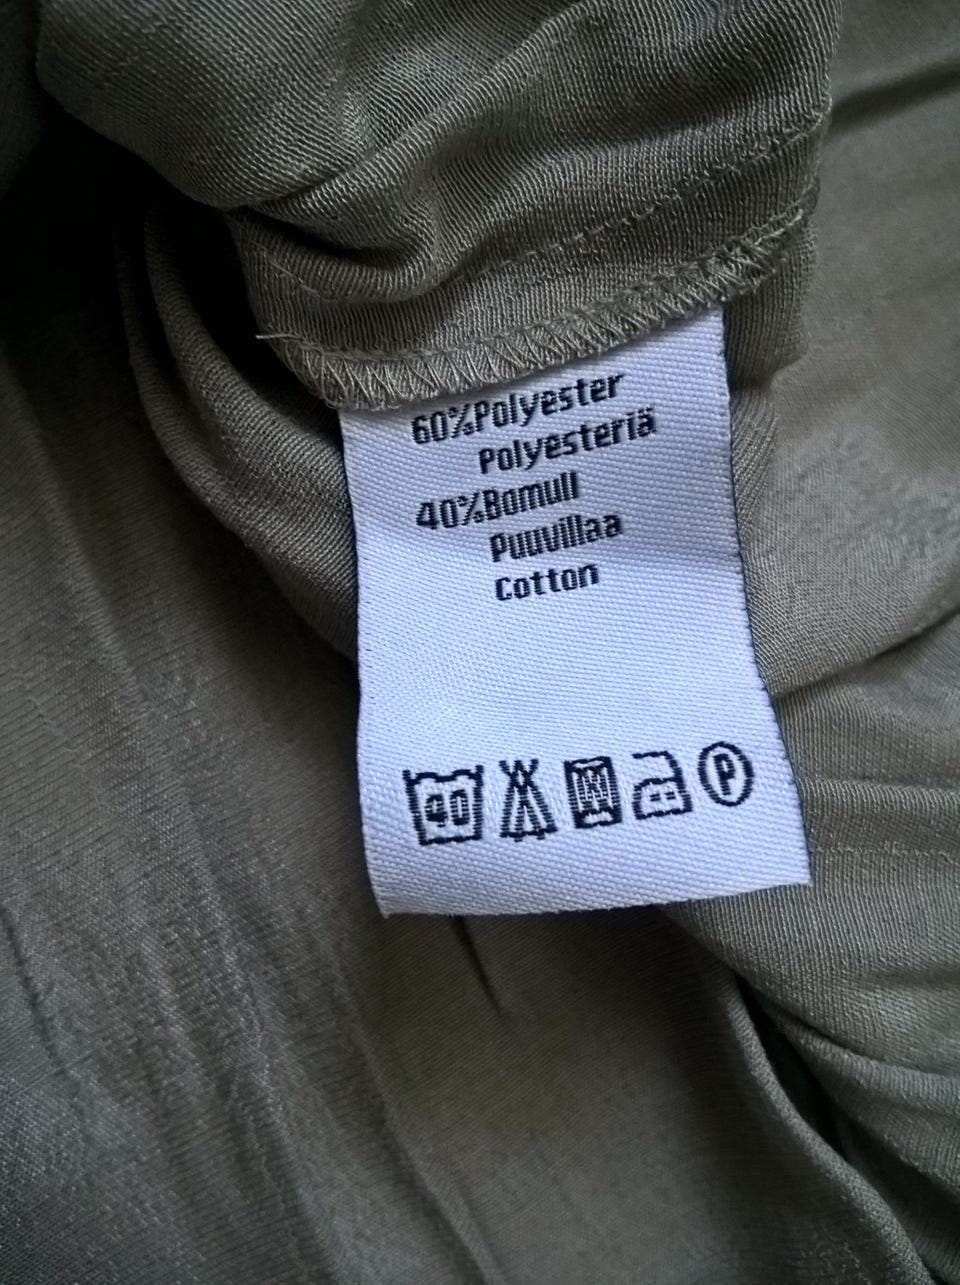 60%Polyester
Polyesteriä
40%Bomull
Puuvillaa
Cotton
40 P